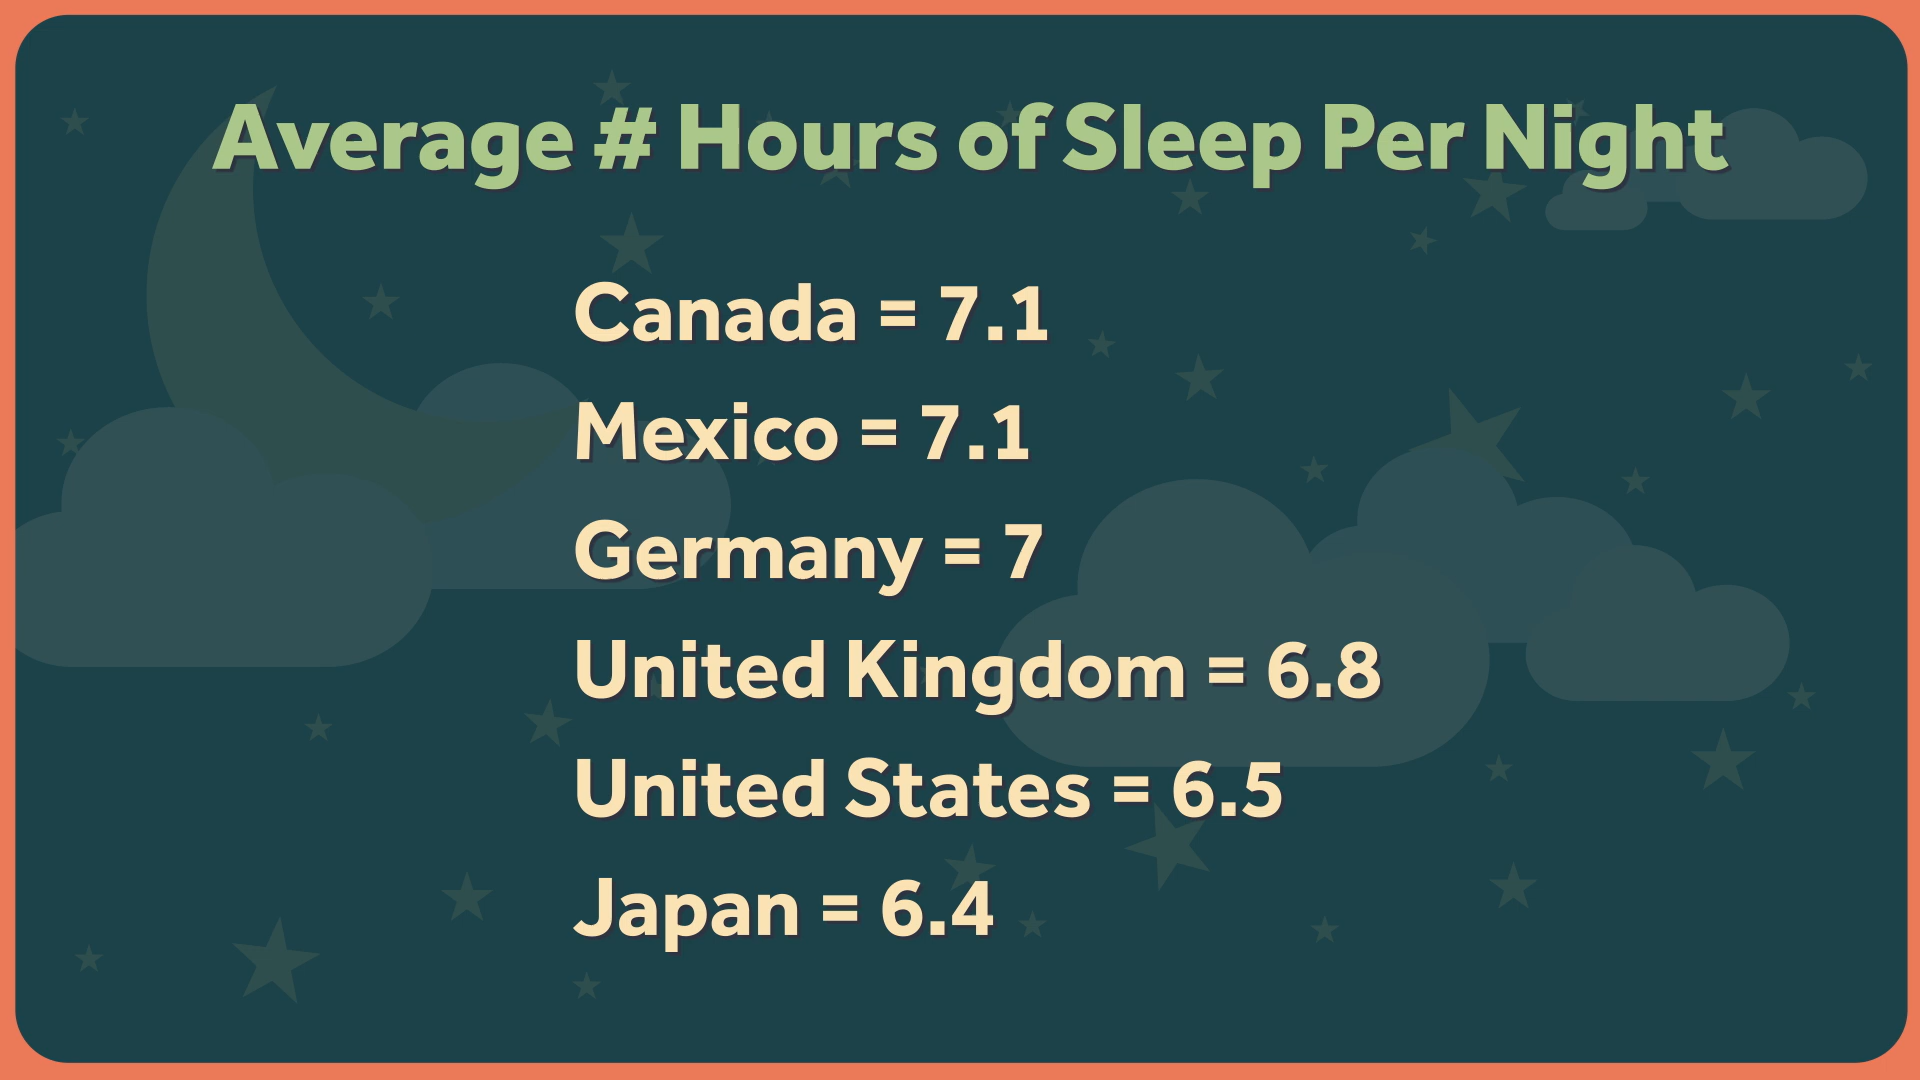 Average # Hours of Sleep Per Night
Canada = 7.1
Mexico = 7.1
Germany = 7
United Kingdom = 6.8
United States = 6.5
Japan = 6.4